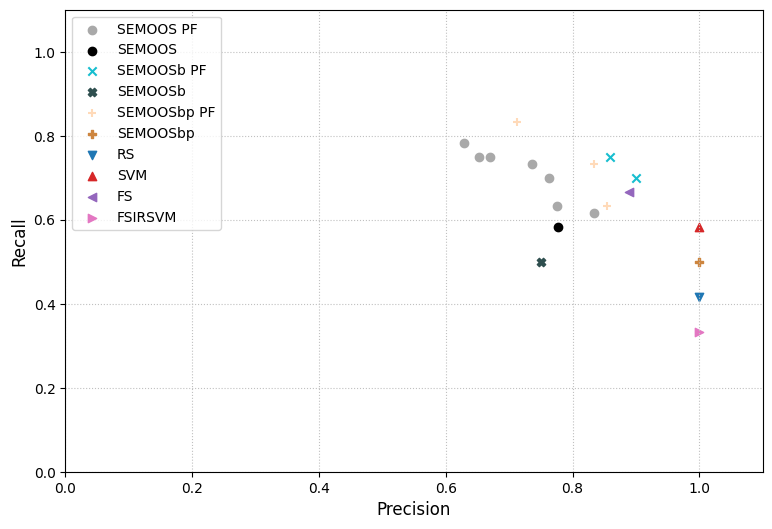 SEMOOS PF
SEMOOS
SEMOOSb PF
SEMOOSb
SEMOOSbp PF
SEMOOSbp
RS
SVM
FS
FSIRSVM
1.0
0.8
0.6
0.4
0.2
0.0
Recall
0.0 0.2 0.4 0.6 0.8 1.0
Precision